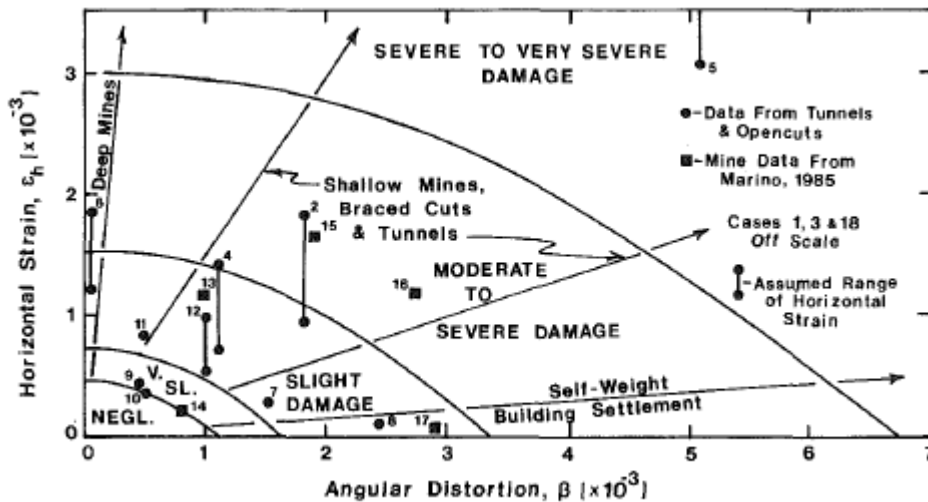 SEVERE TO VERY SEVERE
DAMAGE
5
3
Data From Tunnels
& Opencuts
Mine Data From
Marino, 1985
Deep Mines
Shallow Mines,
Braced Cuts
& Tunnels
Cases 1, 3 & 18
Off Scale
Assumed Range
of Horizontal
Strain
6
2
2
15
4
13
12
16
MODERATE
TO
SEVERE DAMAGE
1
11
9
10
V.
SL.
14
NEGL.
SLIGHT
DAMAGE
7
8
17
Self-Weight
Building Settlement
0
0
1
2
3
4
5
6
7
Horizontal Strain, εh (×10-3)
Angular Distortion, β (×10-3)